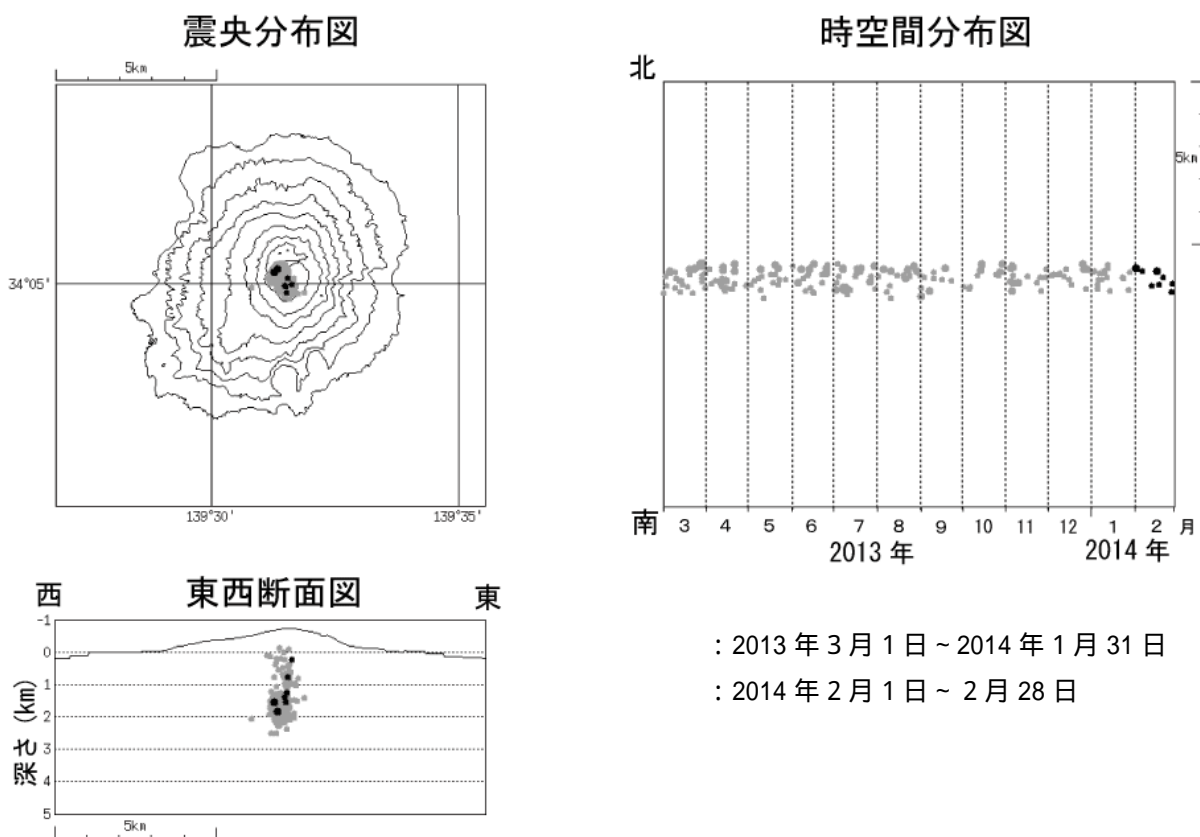 震央分布図
5km
34°05'
139°30'
139°35'
時空間分布図
北
5km
南
3 4 5 6 7 8 9 10 11 12 1 2 月
2013 年 2014 年
東西断面図
西
東
-1
0
1
2
3
4
5
深さ (km)
5km
: 2013 年 3 月 1 日 ~ 2014 年 1 月 31 日
: 2014 年 2 月 1 日 ~ 2 月 28 日